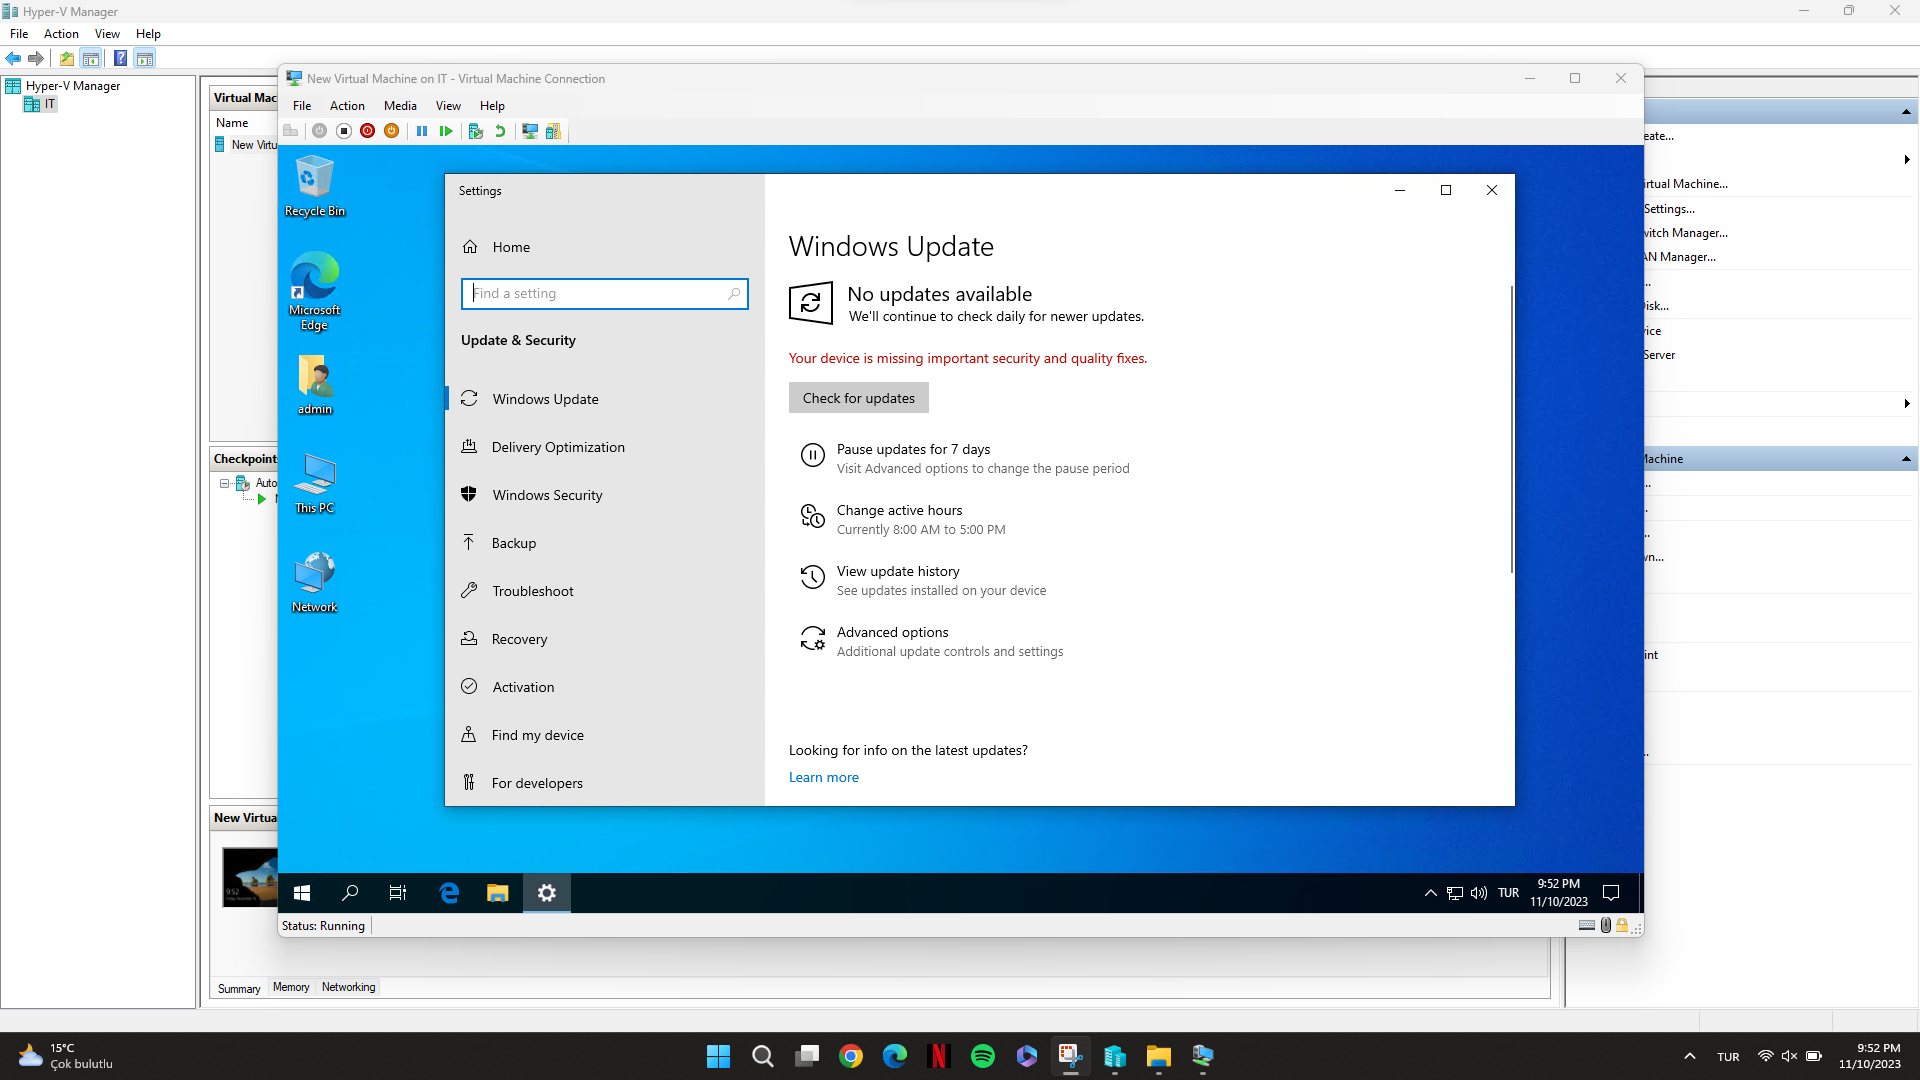 Hyper-V Manager
File Action View Help
Hyper-V Manager
IT
Virtual Mac
Name
New Virtu
Checkpoint
Auto
New Virtua
Summary Memory Networking
New Virtual Machine on IT - Virtual Machine Connection
File Action Media View Help
Recycle Bin
Microsoft
Edge
admin
This PC
Network
Settings
Home
Find a setting
Update & Security
Windows Update
Delivery Optimization
Windows Security
Backup
Troubleshoot
Recovery
Activation
Find my device
For developers
Windows Update
No updates available
We'll continue to check daily for newer updates.
Your device is missing important security and quality fixes.
Check for updates
Pause updates for 7 days
Visit Advanced options to change the pause period
Change active hours
Currently 8:00 AM to 5:00 PM
View update history
See updates installed on your device
Advanced options
Additional update controls and settings
Looking for info on the latest updates?
Learn more
TUR
9:52 PM
11/10/2023
Status: Running
eate...
irtual Machine...
Settings...
witch Manager...
AN Manager...
...
Disk...
vice
Server
Machine
...
wn...
int
15°C
Çok bulutlu
TUR
9:52 PM
11/10/2023